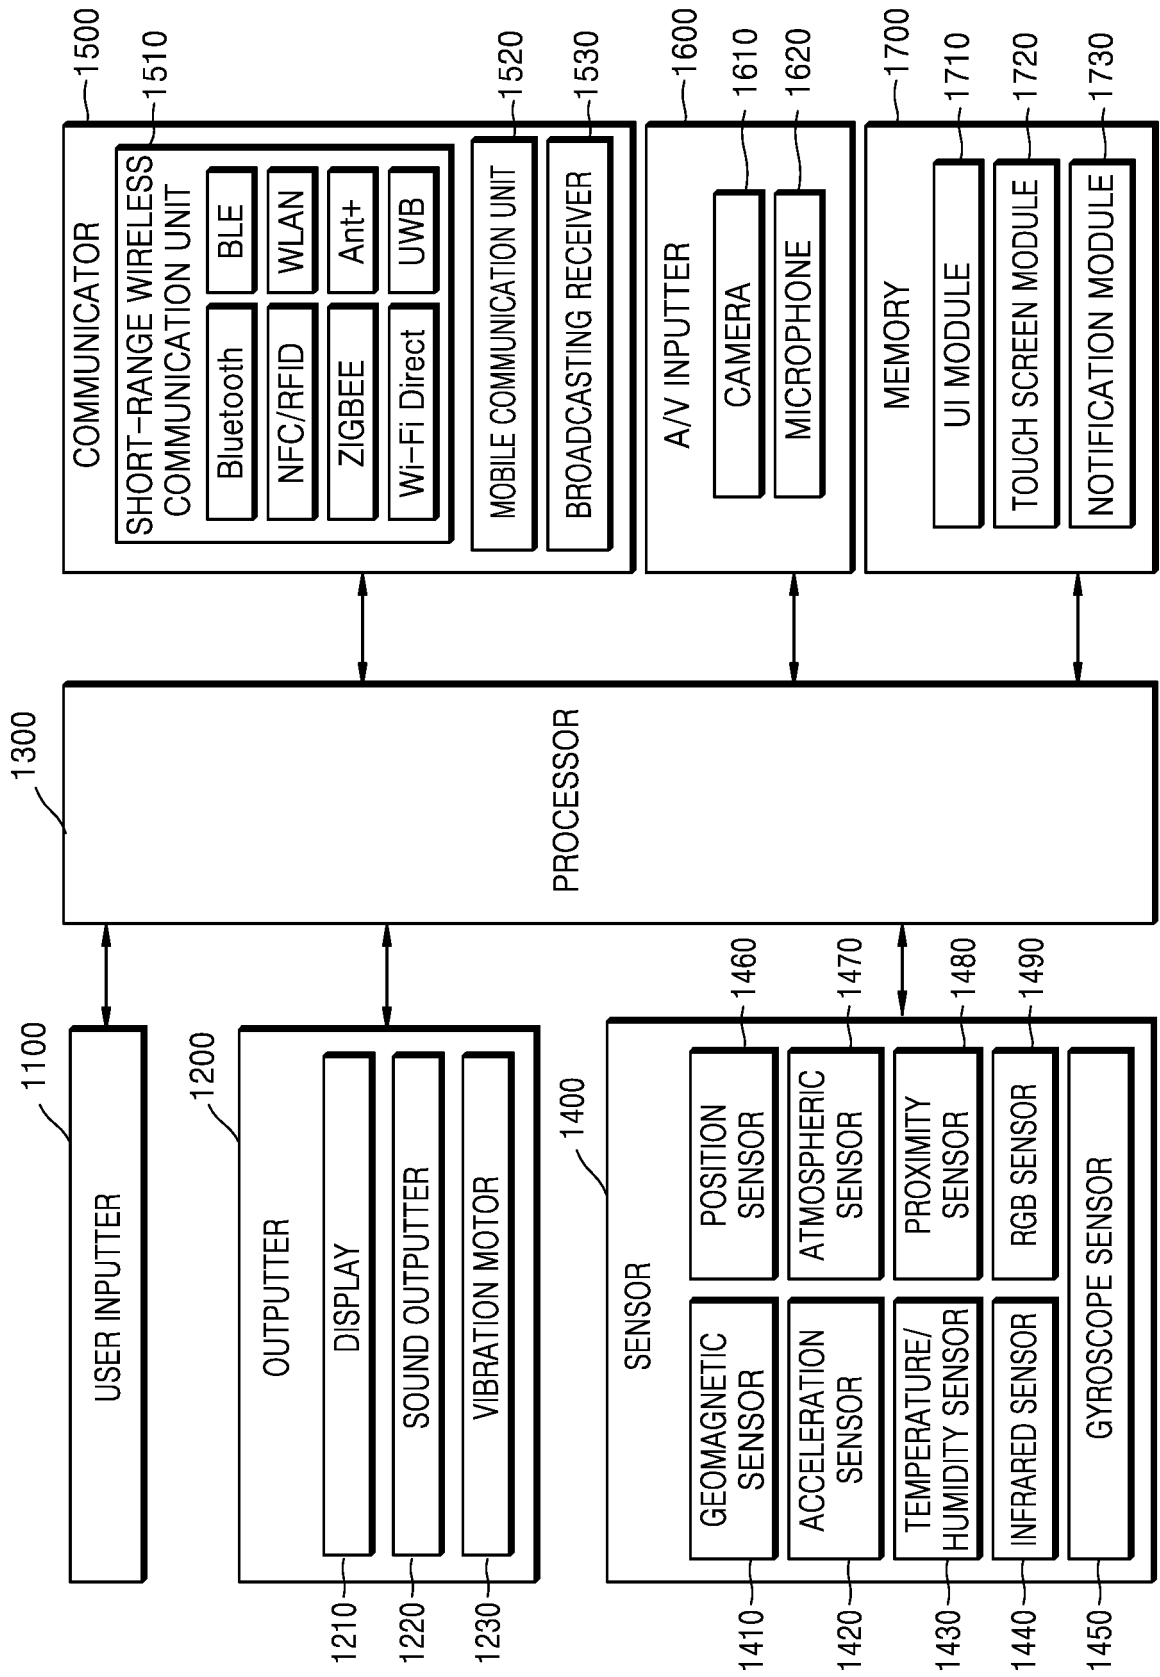 1100
USER INPUTTER
1200
OUTPUTTER
1210
DISPLAY
1220
SOUND OUTPUTTER
1230
VIBRATION MOTOR
1400
SENSOR
1410
GEOMAGNETIC
SENSOR
POSITION
SENSOR
1460
1420
ACCELERATION
SENSOR
ATMOSPHERIC
SENSOR
1470
1430
TEMPERATURE/
HUMIDITY SENSOR
PROXIMITY
SENSOR
1480
1440
INFRARED SENSOR
RGB SENSOR
1490
1450
GYROSCOPE SENSOR
1300
PROCESSOR
1500
COMMUNICATOR
1510
SHORT-RANGE WIRELESS
COMMUNICATION UNIT
Bluetooth
BLE
NFC/RFID
WLAN
ZIGBEE
Ant+
Wi-Fi Direct
UWB
MOBILE COMMUNICATION UNIT
1520
BROADCASTING RECEIVER
1530
1600
A/V INPUTTER
CAMERA
1610
MICROPHONE
1620
1700
MEMORY
UI MODULE
1710
TOUCH SCREEN MODULE
1720
NOTIFICATION MODULE
1730